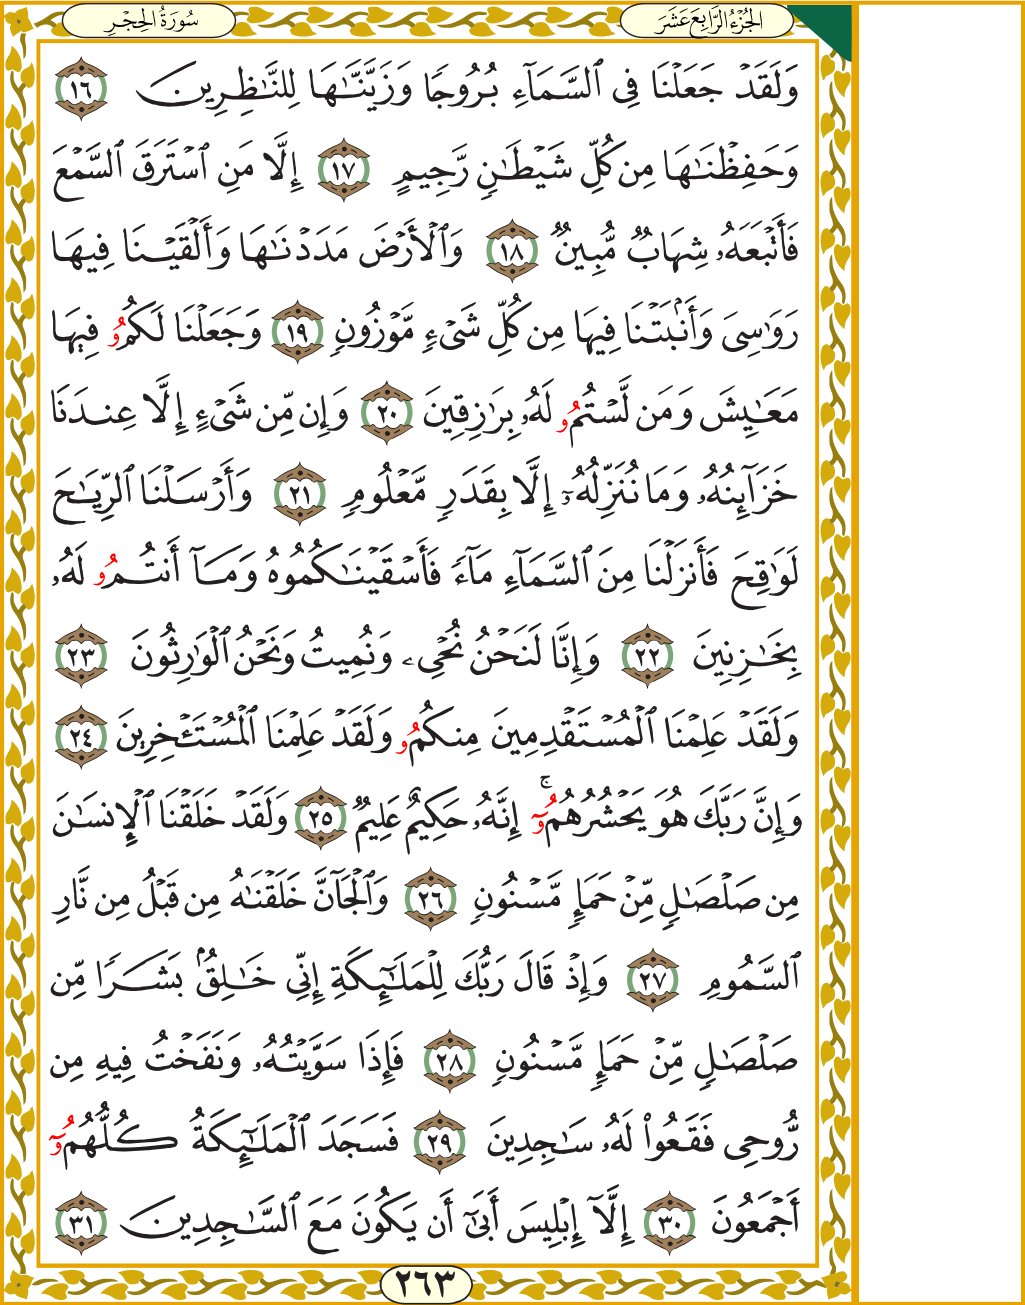 سُورَةُ الحِجْرِ
الجُزْءُ الرَّابِعَ عَشَرَ
وَلَقَدْ جَعَلْنَا فِي ٱلسَّمَآءِ بُرُوجًا وَزَيَّنَّٰهَا لِلنَّٰظِرِينَ ١٦
وَحَفِظْنَٰهَا مِن كُلِّ شَيْطَٰنٍ رَّجِيمٍ ١٧ إِلَّا مَنِ ٱسْتَرَقَ ٱلسَّمْعَ
فَأَتْبَعَهُۥ شِهَابٌ مُّبِينٌ ١٨ وَٱلْأَرْضَ مَدَدْنَٰهَا وَأَلْقَيْنَا فِيهَا
رَوَٰسِىَ وَأَنۢبَتْنَا فِيهَا مِن كُلِّ شَىْءٍ مَّوْزُونٍ ١٩ وَجَعَلْنَا لَكُمُۥ فِيهَا
مَعَٰيِشَ وَمَن لَّسْتُمُۥ لَهُۥ بِرَٰزِقِينَ ٢٠ وَإِن مِّن شَىْءٍ إِلَّا عِندَنَا
خَزَآئِنُهُۥ وَمَا نُنَزِّلُهُۥٓ إِلَّا بِقَدَرٍ مَّعْلُومٍ ٢١ وَأَرْسَلْنَا ٱلرِّيَٰحَ
لَوَٰقِحَ فَأَنزَلْنَا مِنَ ٱلسَّمَآءِ مَآءً فَأَسْقَيْنَٰكُمُوهُ وَمَآ أَنتُمُۥ لَهُۥ
بِخَٰزِنِينَ ٢٢ وَإِنَّا لَنَحْنُ نُحْىِۦ وَنُمِيتُ وَنَحْنُ ٱلْوَٰرِثُونَ ٢٣
وَلَقَدْ عَلِمْنَا ٱلْمُسْتَقْدِمِينَ مِنكُمُۥ وَلَقَدْ عَلِمْنَا ٱلْمُسْتَـْٔخِرِينَ ٢٤
وَإِنَّ رَبَّكَ هُوَ يَحْشُرُهُمُۥٓۚ إِنَّهُۥ حَكِيمٌ عَلِيمٌ ٢٥ وَلَقَدْ خَلَقْنَا ٱلْإِنسَٰنَ
مِن صَلْصَٰلٍ مِّنْ حَمَإٍ مَّسْنُونٍ ٢٦ وَٱلْجَآنَّ خَلَقْنَٰهُ مِن قَبْلُ مِن نَّارِ
ٱلسَّمُومِ ٢٧ وَإِذْ قَالَ رَبُّكَ لِلْمَلَٰٓئِكَةِ إِنِّى خَٰلِقٌۢ بَشَرًا مِّن
صَلْصَٰلٍ مِّنْ حَمَإٍ مَّسْنُونٍ ٢٨ فَإِذَا سَوَّيْتُهُۥ وَنَفَخْتُ فِيهِ مِن
رُّوحِى فَقَعُوا۟ لَهُۥ سَٰجِدِينَ ٢٩ فَسَجَدَ ٱلْمَلَٰٓئِكَةُ كُلُّهُمُۥٓ
أَجْمَعُونَ ٣٠ إِلَّآ إِبْلِيسَ أَبَىٰٓ أَن يَكُونَ مَعَ ٱلسَّٰجِدِينَ ٣١
٢٦٣